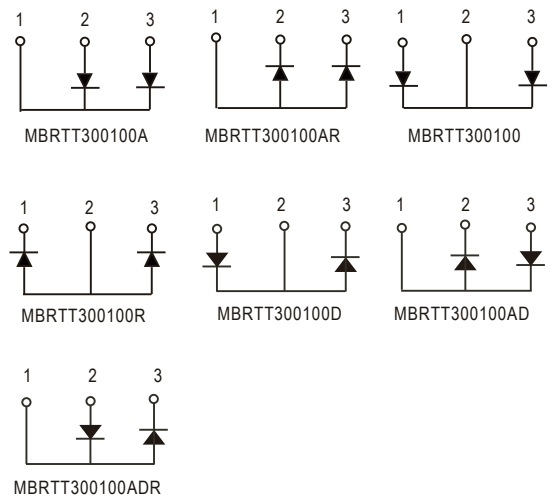 1 2 3 1 2 3 1 2 3
MBRTT300100A MBRTT300100AR MBRTT300100
1 2 3 1 2 3 1 2 3
MBRTT300100R MBRTT300100D MBRTT300100AD
1 2 3
MBRTT300100ADR